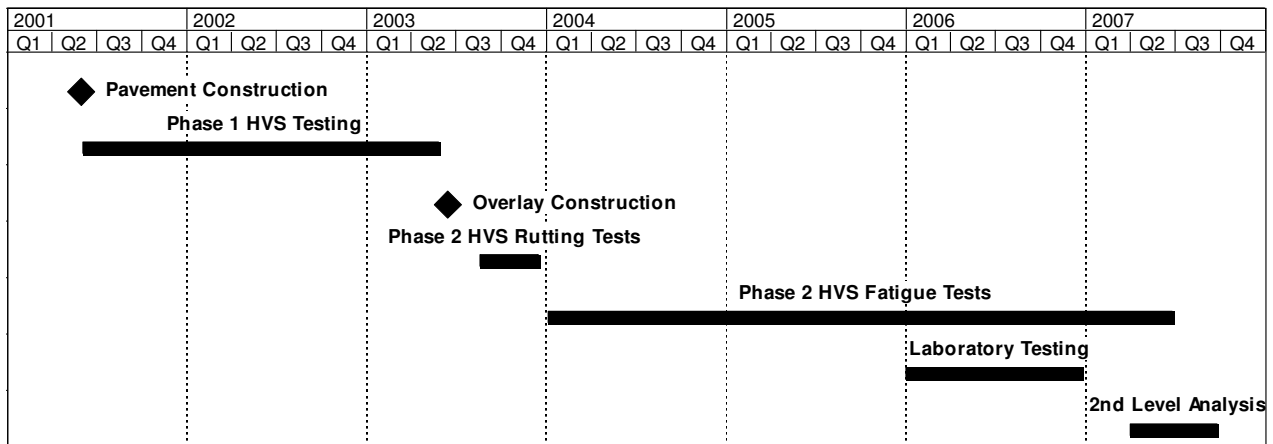 2001 2002 2003 2004 2005 2006 2007
Q1 Q2 Q3 Q4 Q1 Q2 Q3 Q4 Q1 Q2 Q3 Q4 Q1 Q2 Q3 Q4 Q1 Q2 Q3 Q4 Q1 Q2 Q3 Q4 Q1 Q2 Q3 Q4
Pavement Construction
Phase 1 HVS Testing
Overlay Construction
Phase 2 HVS Rutting Tests
Phase 2 HVS Fatigue Tests
Laboratory Testing
2nd Level Analysis